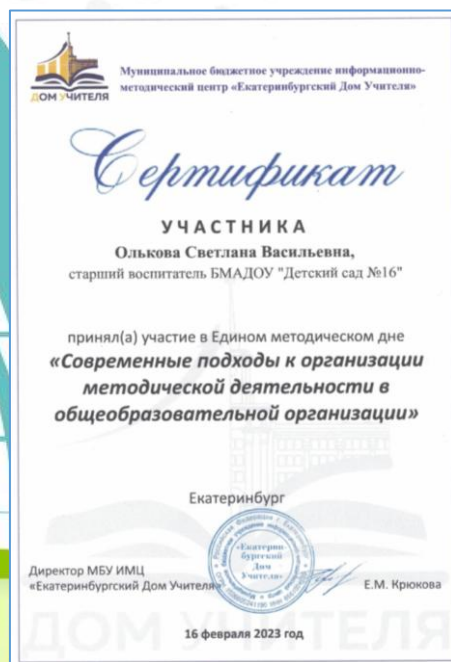 ДОМ УЧИТЕЛЯ
Муниципальное бюджетное учреждение информационно-
методический центр «Екатеринбургский Дом Учителя»
Сертификат
УЧАСТНИКА
Олькова Светлана Васильевна,
старший воспитатель БМАДОУ "Детский сад №16"
принял(а) участие в Едином методическом дне
«Современные подходы к организации
методической деятельности в
общеобразовательной организации»
Екатеринбург
«Екатерин-
бургский
Дом
Учителя»
Директор МБУ ИМЦ
«Екатеринбургский Дом Учителя»
Е.М. Крюкова
16 февраля 2023 год
ДОМ УЧИТЕЛЯ